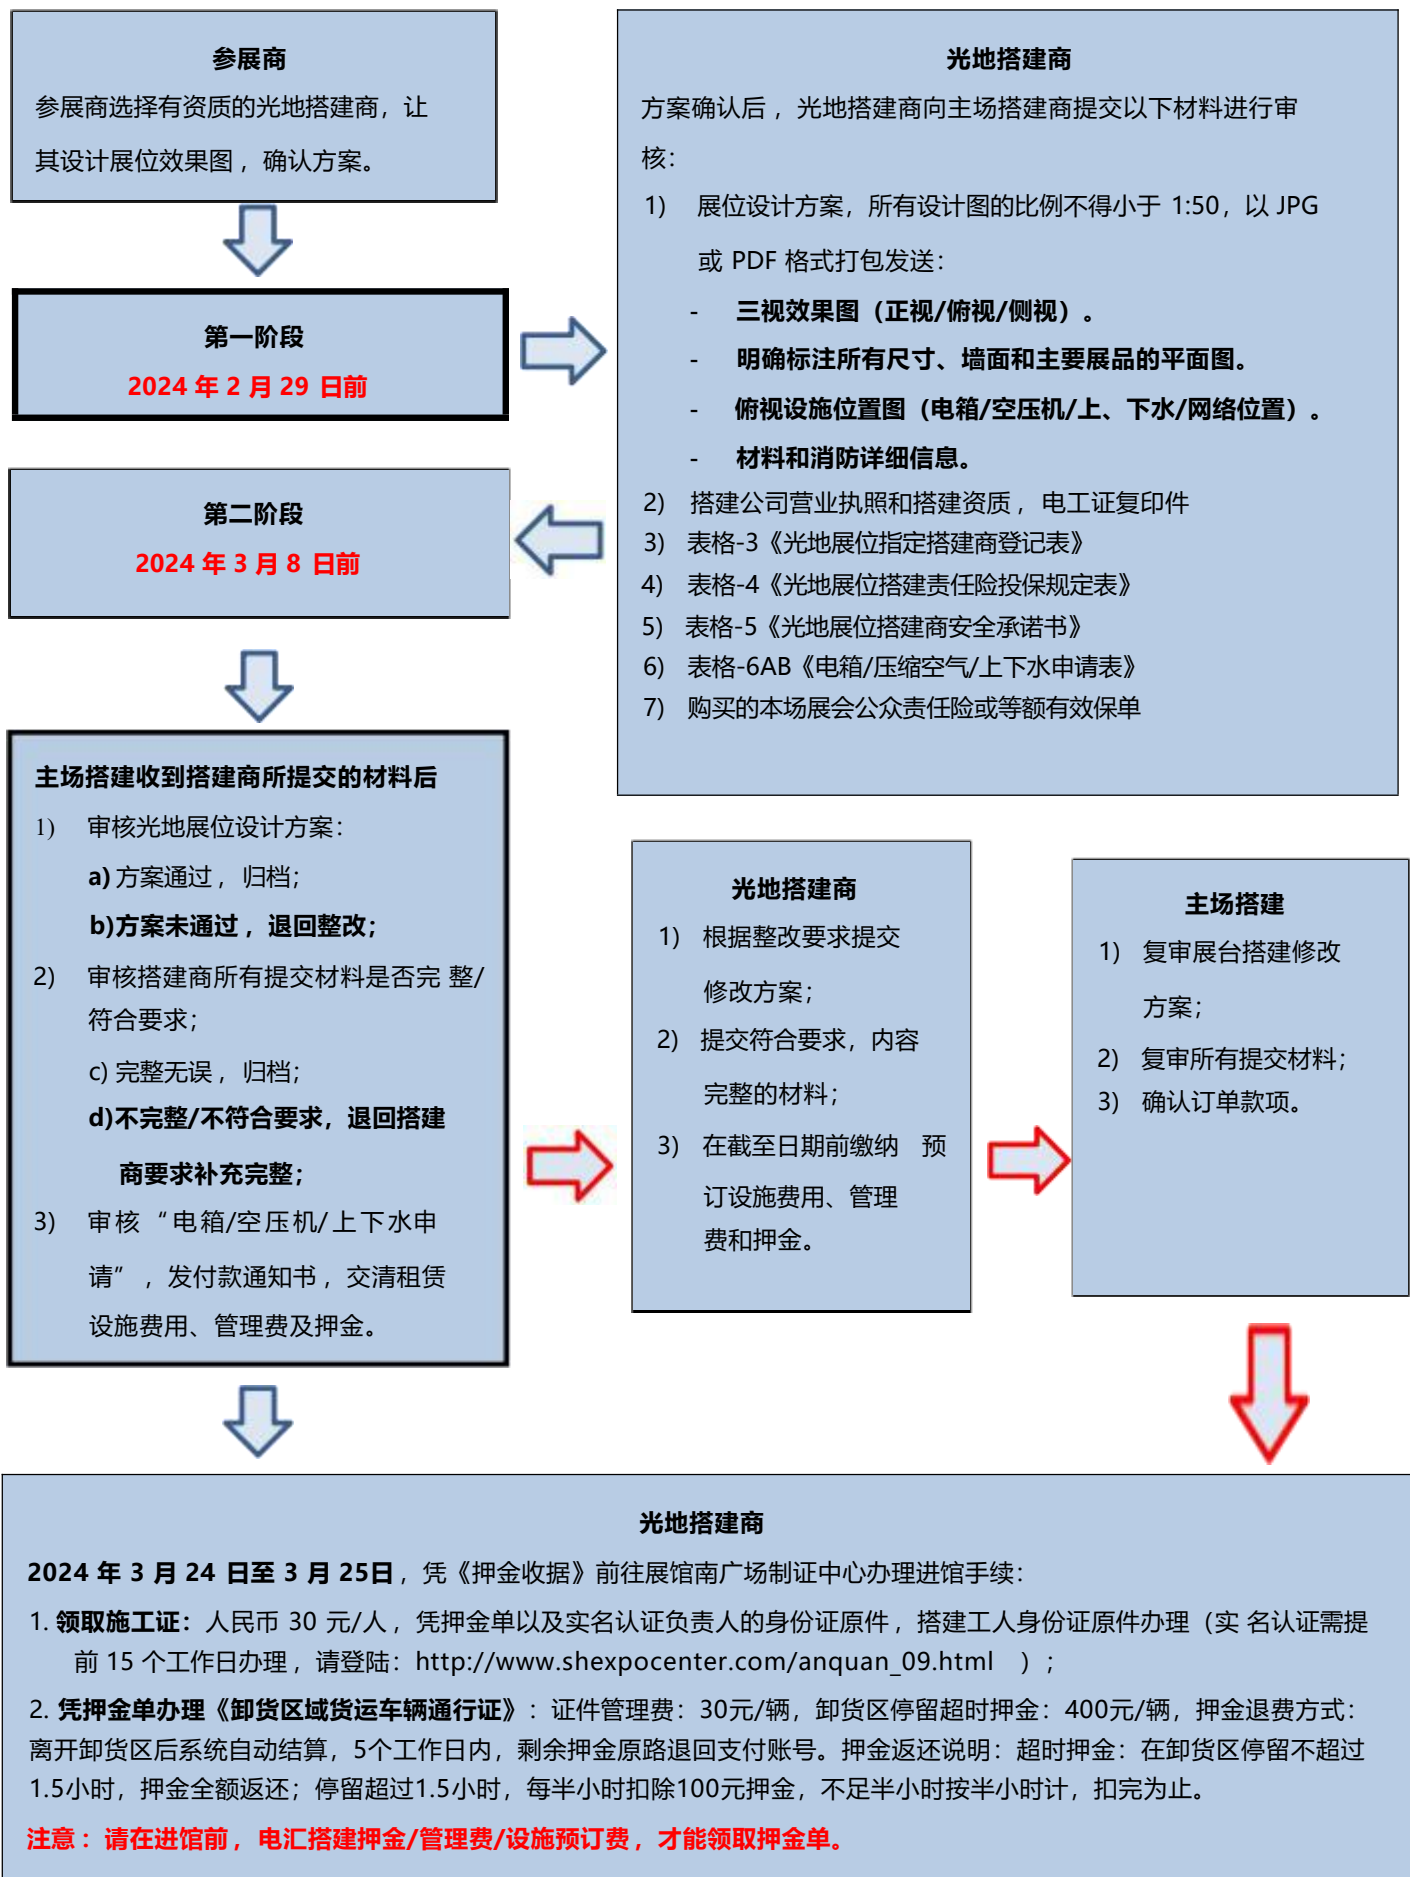 参展商
参展商选择有资质的光地搭建商，让
其设计展位效果图，确认方案。
第一阶段
2024 年 2 月 29 日前
光地搭建商
方案确认后，光地搭建商向主场搭建商提交以下材料进行审
核：
1) 展位设计方案，所有设计图的比例不得小于 1:50，以 JPG
或 PDF 格式打包发送：
- 三视效果图（正视/俯视/侧视）。
- 明确标注所有尺寸、墙面和主要展品的平面图。
- 俯视设施位置图（电箱/空压机/上、下水/网络位置）。
- 材料和消防详细信息。
2) 搭建公司营业执照和搭建资质，电工证复印件
3) 表格-3《光地展位指定搭建商登记表》
4) 表格-4《光地展位搭建责任险投保规定表》
5) 表格-5《光地展位搭建商安全承诺书》
6) 表格-6AB《电箱/压缩空气/上下水申请表》
7) 购买的本场展会公众责任险或等额有效保单
第二阶段
2024 年 3 月 8 日前
主场搭建收到搭建商所提交的材料后
1) 审核光地展位设计方案：
a) 方案通过，归档；
b)方案未通过，退回整改；
2) 审核搭建商所有提交材料是否完 整/
符合要求；
c) 完整无误，归档；
d)不完整/不符合要求，退回搭建
商要求补充完整；
3) 审核“电箱/空压机/上下水申
请”，发付款通知书，交清租赁
设施费用、管理费及押金。
光地搭建商
1) 根据整改要求提交
修改方案；
2) 提交符合要求，内容
完整的材料；
3) 在截至日期前缴纳 预
订设施费用、管理
费和押金。
主场搭建
1) 复审展台搭建修改
方案；
2) 复审所有提交材料；
3) 确认订单款项。
光地搭建商
2024 年 3 月 24 日至 3 月 25日，凭《押金收据》前往展馆南广场制证中心办理进馆手续：
1. 领取施工证：人民币 30 元/人，凭押金单以及实名认证负责人的身份证原件，搭建工人身份证原件办理（实 名认证需提
前 15 个工作日办理，请登陆：http://www.shexpocenter.com/anquan_09.html ）；
2. 凭押金单办理《卸货区域货运车辆通行证》：证件管理费：30元/辆，卸货区停留超时押金：400元/辆，押金退费方式：
离开卸货区后系统自动结算，5个工作日内，剩余押金原路退回支付账号。押金返还说明：超时押金：在卸货区停留不超过
1.5小时，押金全额返还；停留超过1.5小时，每半小时扣除100元押金，不足半小时按半小时计，扣完为止。
注意：请在进馆前，电汇搭建押金/管理费/设施预订费，才能领取押金单。